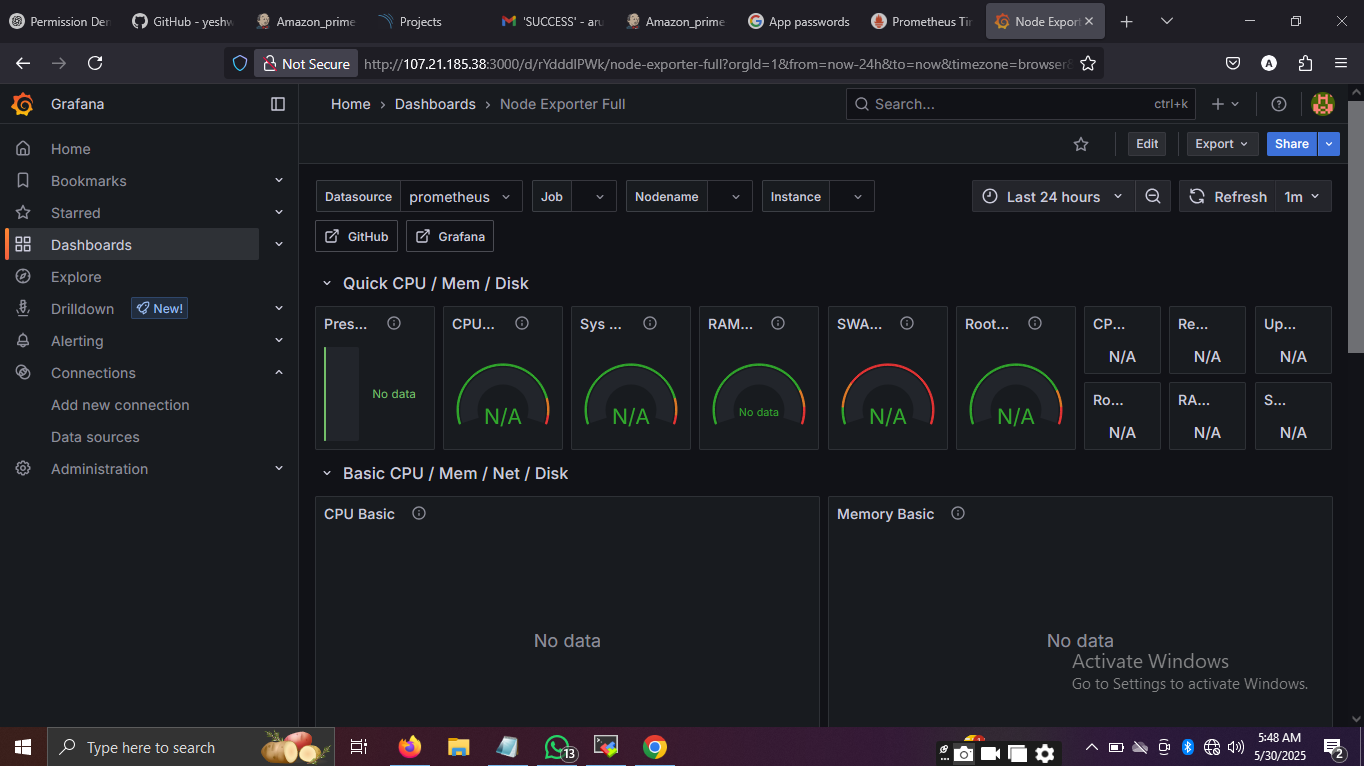 Permission Den
GitHub - yeshw
Amazon_prime
Projects
'SUCCESS' - aru
Amazon_prime
App passwords
Prometheus Tim
Node Export
Not Secure
http://107.21.185.38:3000/d/rYdddlPWk/node-exporter-full?orgId=1&from=now-24h&to=now&timezone=browser&
Grafana
Home › Dashboards › Node Exporter Full
Search...
ctrl+k
Edit
Export
Share
Home
Bookmarks
Starred
Dashboards
Explore
Drilldown
New!
Alerting
Connections
Add new connection
Data sources
Administration
Datasource
prometheus
Job
Nodename
Instance
Last 24 hours
Refresh
1m
GitHub
Grafana
Quick CPU / Mem / Disk
Pres...
No data
CPU...
N/A
Sys ...
N/A
RAM...
No data
SWA...
N/A
Root...
N/A
CP...
N/A
Re...
N/A
Up...
N/A
Ro...
N/A
RA...
N/A
S...
N/A
Basic CPU / Mem / Net / Disk
CPU Basic
No data
Memory Basic
No data
Activate Windows
Go to Settings to activate Windows.
Type here to search
13
1
5:48 AM
5/30/2025
2